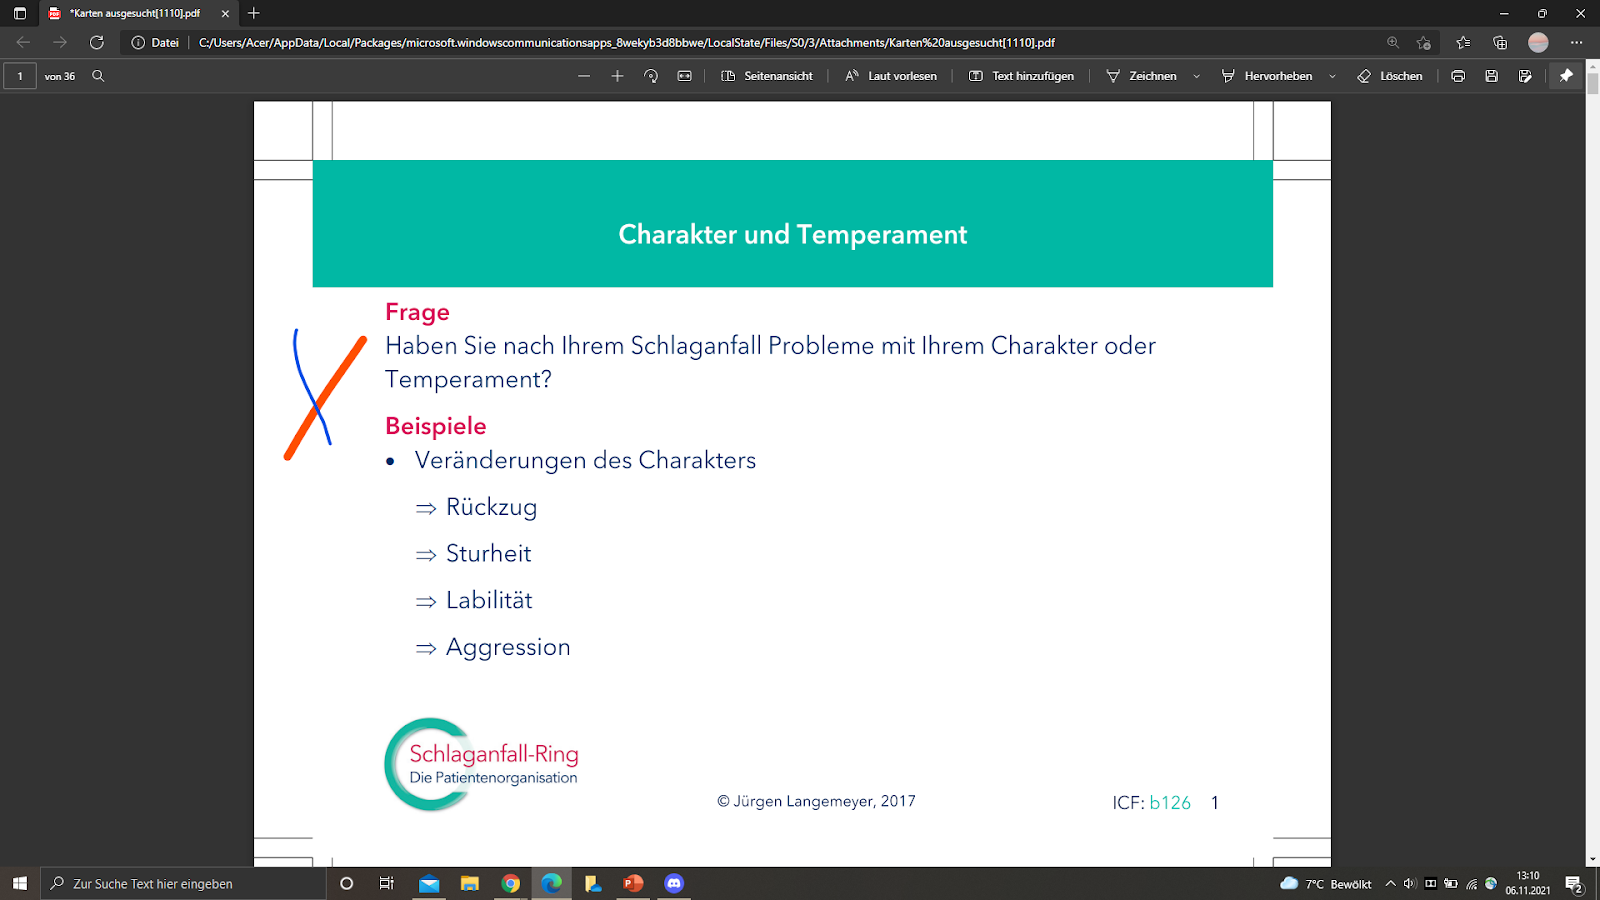 *Karten ausgesucht[1110].pdf
Datei
C:/Users/Acer/AppData/Local/Packages/microsoft.windowscommunicationsapps_8wekyb3d8bbwe/LocalState/Files/S0/3/Attachments/Karten%20ausgesucht[1110].pdf
1 von 36 Seitenansicht Laut vorlesen Text hinzufügen Zeichnen Hervorheben Löschen
Charakter und Temperament
Frage
Haben Sie nach Ihrem Schlaganfall Probleme mit Ihrem Charakter oder
Temperament?
Beispiele
• Veränderungen des Charakters
⇒ Rückzug
⇒ Sturheit
⇒ Labilität
⇒ Aggression
Schlaganfall-Ring
Die Patientenorganisation
© Jürgen Langemeyer, 2017
ICF: b126 1
Zur Suche Text hier eingeben
7°C Bewölkt
13:10
06.11.2021
2